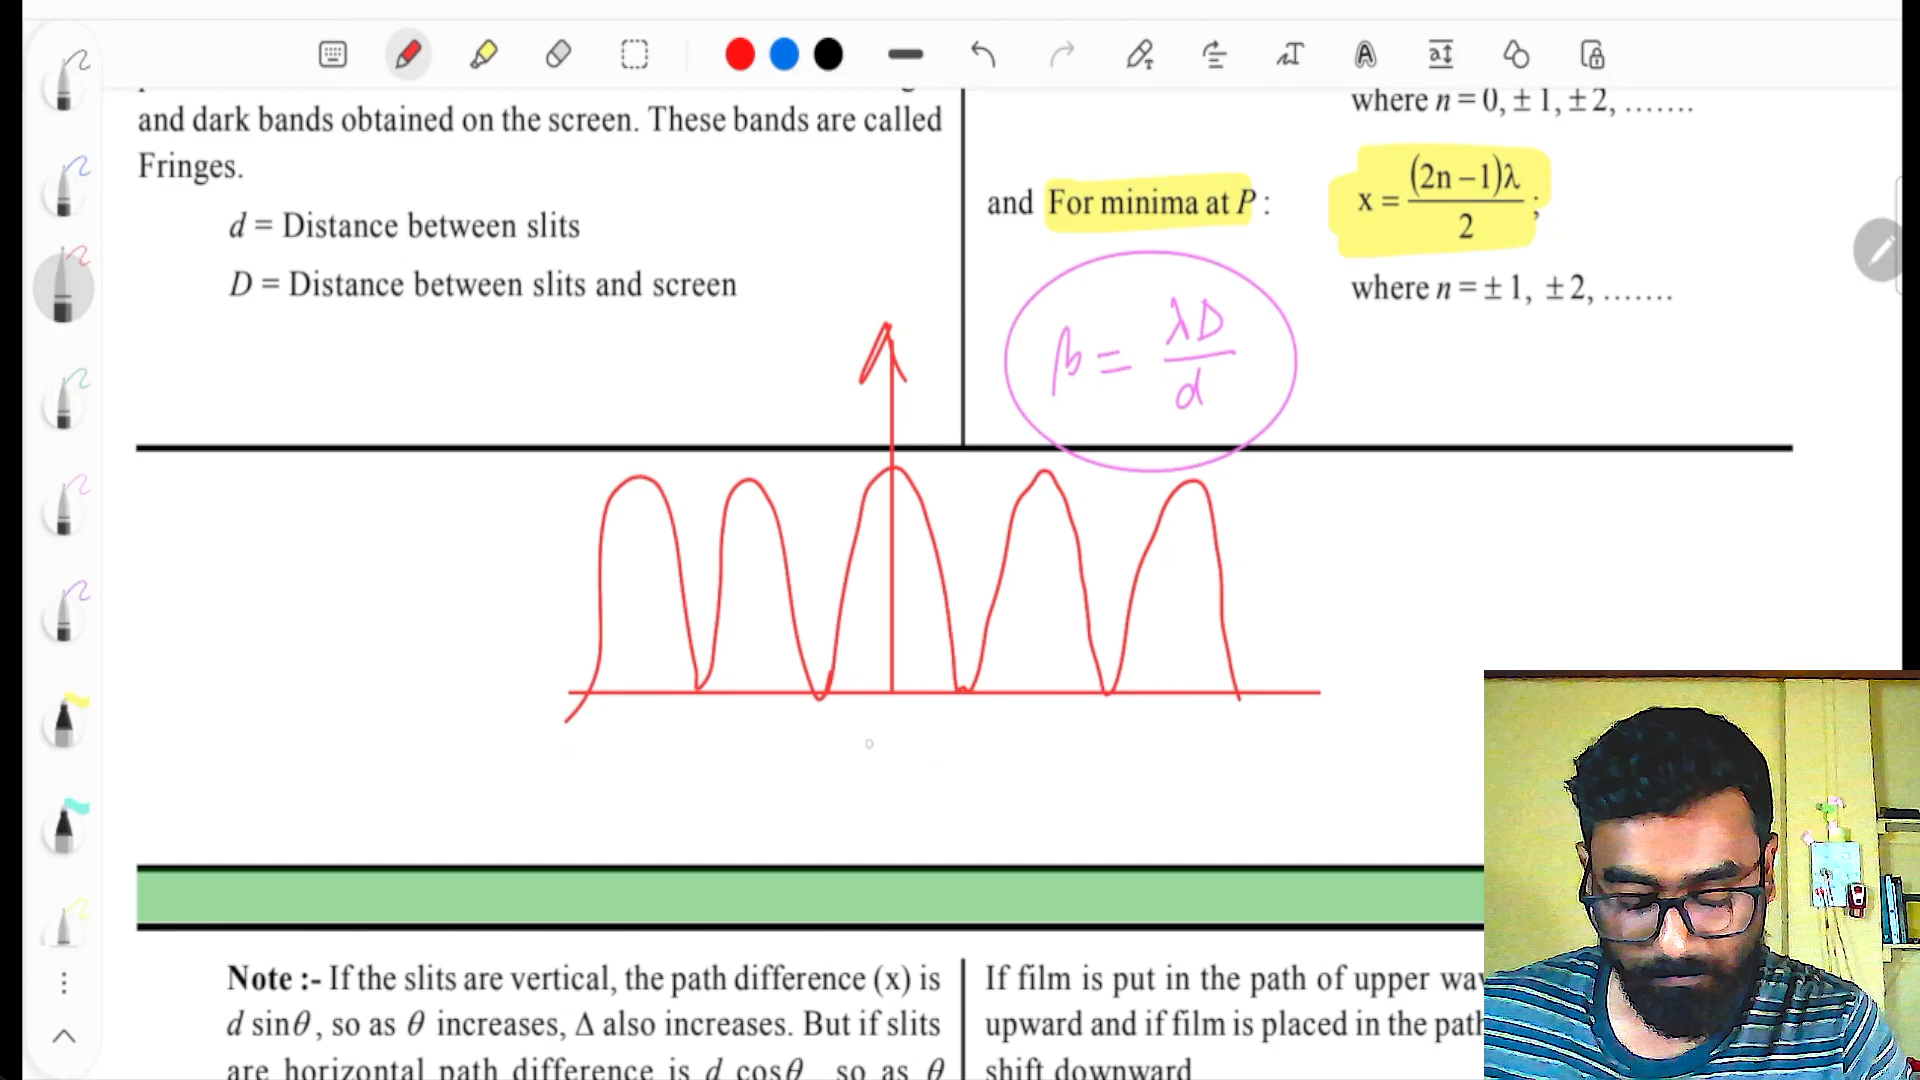 and dark bands obtained on the screen. These bands are called
Fringes.
d = Distance between slits
D = Distance between slits and screen
where n = 0, ± 1, ± 2, .......
and For minima at P : x = (2n – 1)λ / 2 ;
where n = ± 1, ± 2, .......
β = λD / d
Note :- If the slits are vertical, the path difference (x) is
d sinθ, so as θ increases, Δ also increases. But if slits
are horizontal path difference is d cosθ, so as θ
If film is put in the path of upper
upward and if film is placed in the path
shift downward